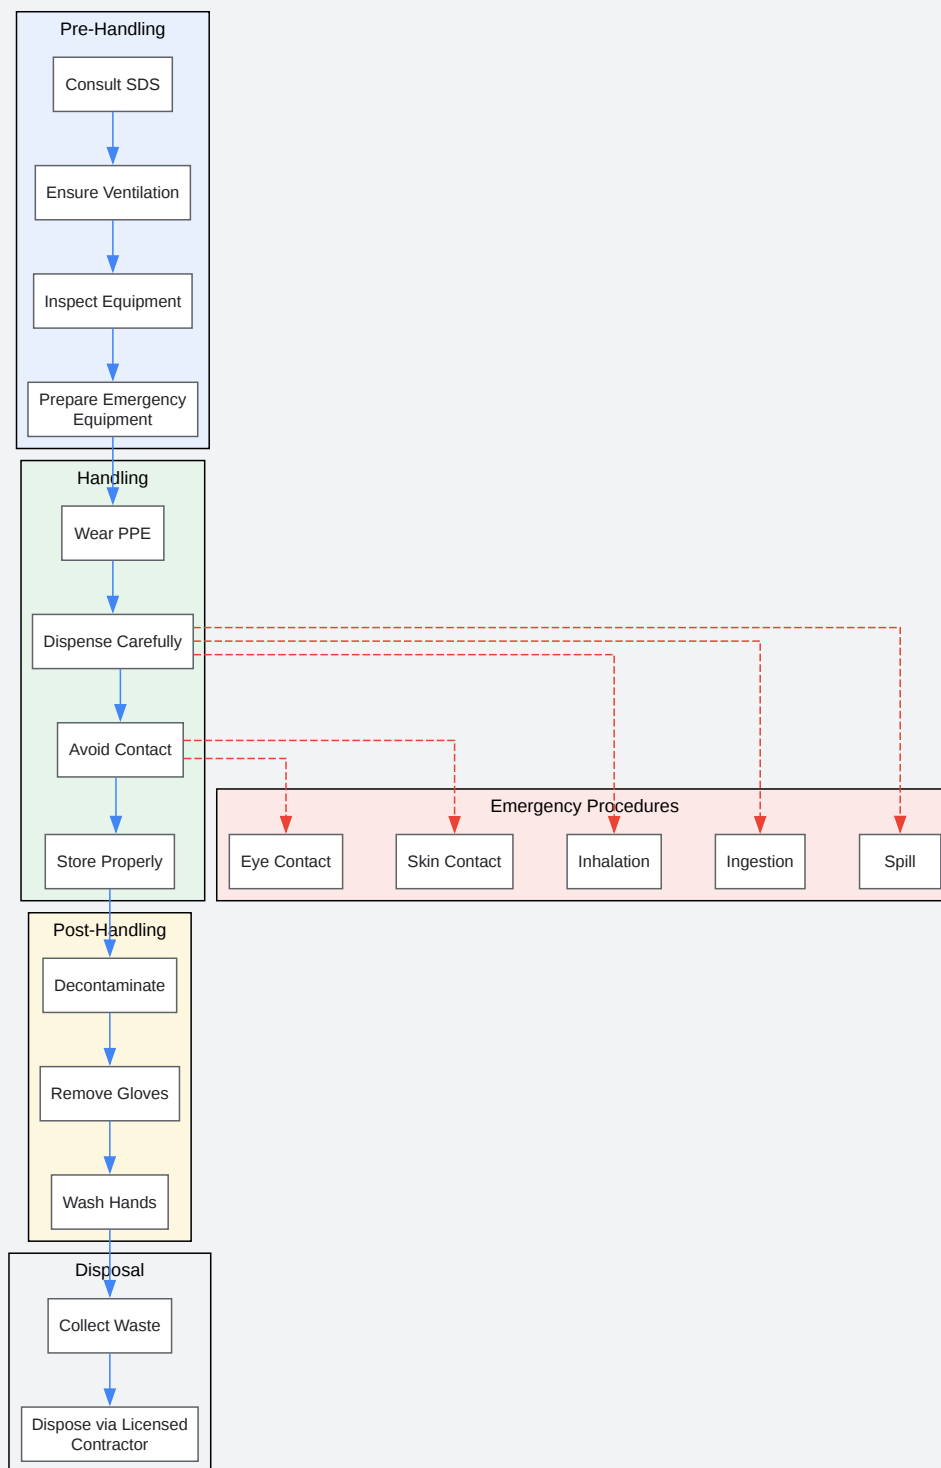 Pre-Handling
Consult SDS
Ensure Ventilation
Inspect Equipment
Prepare Emergency
Equipment
Handling
Wear PPE
Dispense Carefully
Avoid Contact
Store Properly
Emergency Procedures
Eye Contact
Skin Contact
Inhalation
Ingestion
Spill
Post-Handling
Decontaminate
Remove Gloves
Wash Hands
Disposal
Collect Waste
Dispose via Licensed
Contractor